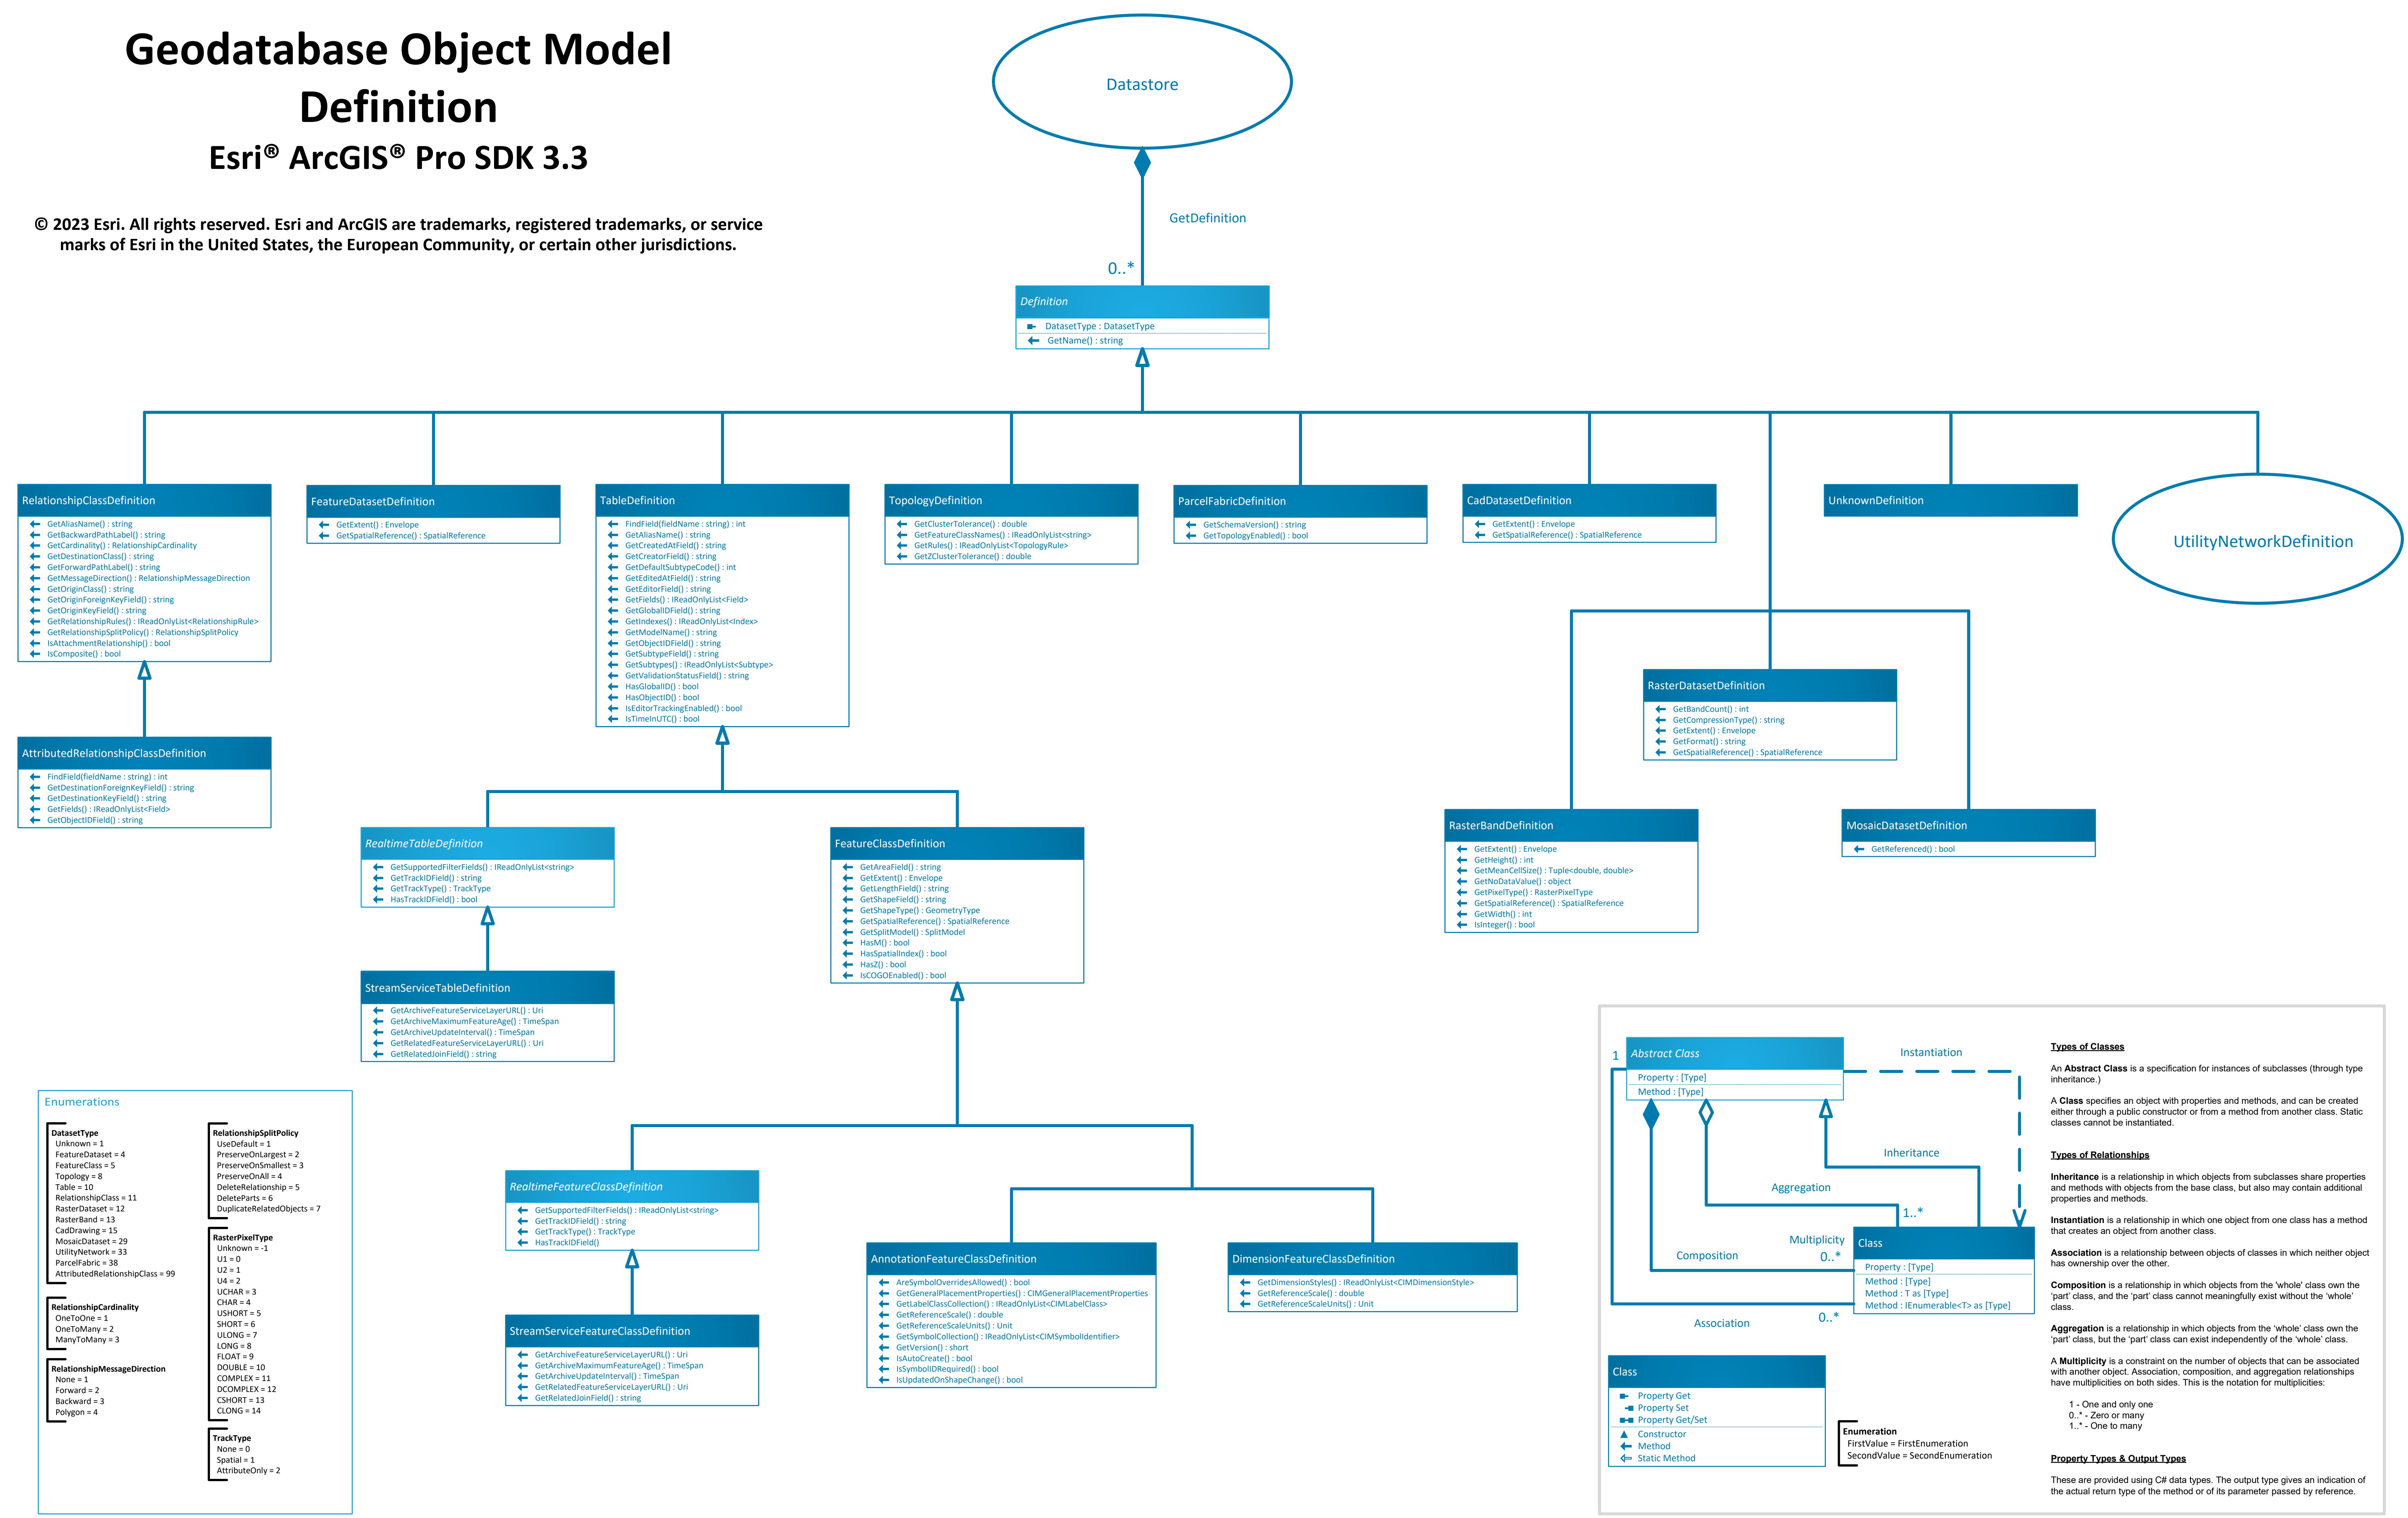 Geodatabase Object Model
Definition
Esri® ArcGIS® Pro SDK 3.3
© 2023 Esri. All rights reserved. Esri and ArcGIS are trademarks, registered trademarks, or service
marks of Esri in the United States, the European Community, or certain other jurisdictions.
Datastore
GetDefinition
0..*
Definition
DatasetType : DatasetType
GetName() : string
RelationshipClassDefinition
GetAliasName() : string
GetBackwardPathLabel() : string
GetCardinality() : RelationshipCardinality
GetDestinationClass() : string
GetForwardPathLabel() : string
GetMessageDirection() : RelationshipMessageDirection
GetOriginClass() : string
GetOriginForeignKeyField() : string
GetOriginKeyField() : string
GetRelationshipRules() : IReadOnlyList<RelationshipRule>
GetRelationshipSplitPolicy() : RelationshipSplitPolicy
IsAttachmentRelationship() : bool
IsComposite() : bool
FeatureDatasetDefinition
GetExtent() : Envelope
GetSpatialReference() : SpatialReference
TableDefinition
FindField(fieldName : string) : int
GetAliasName() : string
GetCreatedAtField() : string
GetCreatorField() : string
GetDefaultSubtypeCode() : int
GetEditedAtField() : string
GetEditorField() : string
GetFields() : IReadOnlyList<Field>
GetGlobalIDField() : string
GetIndexes() : IReadOnlyList<Index>
GetModelName() : string
GetObjectIDField() : string
GetSubtypeField() : string
GetSubtypes() : IReadOnlyList<Subtype>
GetValidationStatusField() : string
HasGlobalID() : bool
HasObjectID() : bool
IsEditorTrackingEnabled() : bool
IsTimeInUTC() : bool
TopologyDefinition
GetClusterTolerance() : double
GetFeatureClassNames() : IReadOnlyList<string>
GetRules() : IReadOnlyList<TopologyRule>
GetZClusterTolerance() : double
ParcelFabricDefinition
GetSchemaVersion() : string
GetTopologyEnabled() : bool
CadDatasetDefinition
GetExtent() : Envelope
GetSpatialReference() : SpatialReference
UnknownDefinition
UtilityNetworkDefinition
RasterDatasetDefinition
GetBandCount() : int
GetCompressionType() : string
GetExtent() : Envelope
GetFormat() : string
GetSpatialReference() : SpatialReference
AttributedRelationshipClassDefinition
FindField(fieldName : string) : int
GetDestinationForeignKeyField() : string
GetDestinationKeyField() : string
GetFields() : IReadOnlyList<Field>
GetObjectIDField() : string
RealtimeTableDefinition
GetSupportedFilterFields() : IReadOnlyList<string>
GetTrackIDField() : string
GetTrackType() : TrackType
HasTrackIDField() : bool
FeatureClassDefinition
GetAreaField() : string
GetExtent() : Envelope
GetLengthField() : string
GetShapeField() : string
GetShapeType() : GeometryType
GetSpatialReference() : SpatialReference
GetSplitModel() : SplitModel
HasM() : bool
HasSpatialIndex() : bool
HasZ() : bool
IsCOGOEnabled() : bool
RasterBandDefinition
GetExtent() : Envelope
GetHeight() : int
GetMeanCellSize() : Tuple<double, double>
GetNoDataValue() : object
GetPixelType() : RasterPixelType
GetSpatialReference() : SpatialReference
GetWidth() : int
IsInteger() : bool
MosaicDatasetDefinition
GetReferenced() : bool
StreamServiceTableDefinition
GetArchiveFeatureServiceLayerURL() : Uri
GetArchiveMaximumFeatureAge() : TimeSpan
GetArchiveUpdateInterval() : TimeSpan
GetRelatedFeatureServiceLayerURL() : Uri
GetRelatedJoinField() : string
RealtimeFeatureClassDefinition
GetSupportedFilterFields() : IReadOnlyList<string>
GetTrackIDField() : string
GetTrackType() : TrackType
HasTrackIDField()
AnnotationFeatureClassDefinition
AreSymbolOverridesAllowed() : bool
GetGeneralPlacementProperties() : CIMGeneralPlacementProperties
GetLabelClassCollection() : IReadOnlyList<CIMLabelClass>
GetReferenceScale() : double
GetReferenceScaleUnits() : Unit
GetSymbolCollection() : IReadOnlyList<CIMSymbolIdentifier>
GetVersion() : short
IsAutoCreate() : bool
IsSymbolIDRequired() : bool
IsUpdatedOnShapeChange() : bool
DimensionFeatureClassDefinition
GetDimensionStyles() : IReadOnlyList<CIMDimensionStyle>
GetReferenceScale() : double
GetReferenceScaleUnits() : Unit
StreamServiceFeatureClassDefinition
GetArchiveFeatureServiceLayerURL() : Uri
GetArchiveMaximumFeatureAge() : TimeSpan
GetArchiveUpdateInterval() : TimeSpan
GetRelatedFeatureServiceLayerURL() : Uri
GetRelatedJoinField() : string
Enumerations
DatasetType
Unknown = 1
FeatureDataset = 4
FeatureClass = 5
Topology = 8
Table = 10
RelationshipClass = 11
RasterDataset = 12
RasterBand = 13
CadDrawing = 15
MosaicDataset = 29
UtilityNetwork = 33
ParcelFabric = 38
AttributedRelationshipClass = 99
RelationshipCardinality
OneToOne = 1
OneToMany = 2
ManyToMany = 3
RelationshipMessageDirection
None = 1
Forward = 2
Backward = 3
Polygon = 4
RelationshipSplitPolicy
UseDefault = 1
PreserveOnLargest = 2
PreserveOnSmallest = 3
PreserveOnAll = 4
DeleteRelationship = 5
DeleteParts = 6
DuplicateRelatedObjects = 7
RasterPixelType
Unknown = -1
U1 = 0
U2 = 1
U4 = 2
UCHAR = 3
CHAR = 4
USHORT = 5
SHORT = 6
ULONG = 7
LONG = 8
FLOAT = 9
DOUBLE = 10
COMPLEX = 11
DCOMPLEX = 12
CSHORT = 13
CLONG = 14
TrackType
None = 0
Spatial = 1
AttributeOnly = 2
1
Abstract Class
Property : [Type]
Method : [Type]
Instantiation
Inheritance
Aggregation
1..*
Multiplicity
0..*
Composition
Class
Property : [Type]
Method : [Type]
Method : T as [Type]
Method : IEnumerable<T> as [Type]
Association
0..*
Class
Property Get
Property Set
Property Get/Set
Constructor
Method
Static Method
Enumeration
FirstValue = FirstEnumeration
SecondValue = SecondEnumeration
Types of Classes
An Abstract Class is a specification for instances of subclasses (through type
inheritance.)
A Class specifies an object with properties and methods, and can be created
either through a public constructor or from a method from another class. Static
classes cannot be instantiated.
Types of Relationships
Inheritance is a relationship in which objects from subclasses share properties
and methods with objects from the base class, but also may contain additional
properties and methods.
Instantiation is a relationship in which one object from one class has a method
that creates an object from another class.
Association is a relationship between objects of classes in which neither object
has ownership over the other.
Composition is a relationship in which objects from the 'whole' class own the
'part' class, and the 'part' class cannot meaningfully exist without the 'whole'
class.
Aggregation is a relationship in which objects from the 'whole' class own the
'part' class, but the 'part' class can exist independently of the 'whole' class.
A Multiplicity is a constraint on the number of objects that can be associated
with another object. Association, composition, and aggregation relationships
have multiplicities on both sides. This is the notation for multiplicities:
1 - One and only one
0..* - Zero or many
1..* - One to many
Property Types & Output Types
These are provided using C# data types. The output type gives an indication of
the actual return type of the method or of its parameter passed by reference.